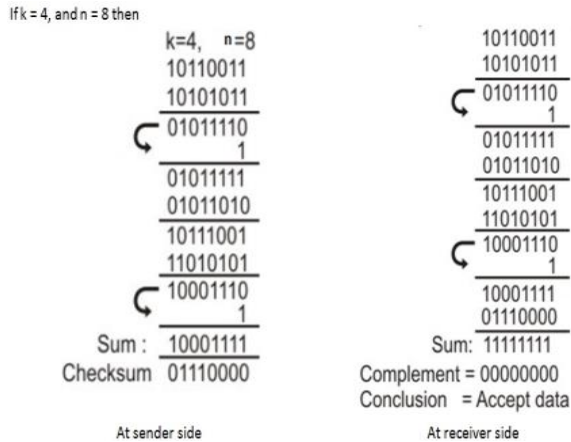 If k = 4, and n = 8 then
k=4, n=8
10110011
10101011
01011110
1
01011111
01011010
10111001
11010101
10001110
1
Sum : 10001111
Checksum 01110000
At sender side
10110011
10101011
01011110
1
01011111
01011010
10111001
11010101
10001110
1
10001111
01110000
Sum: 11111111
Complement = 00000000
Conclusion = Accept data
At receiver side